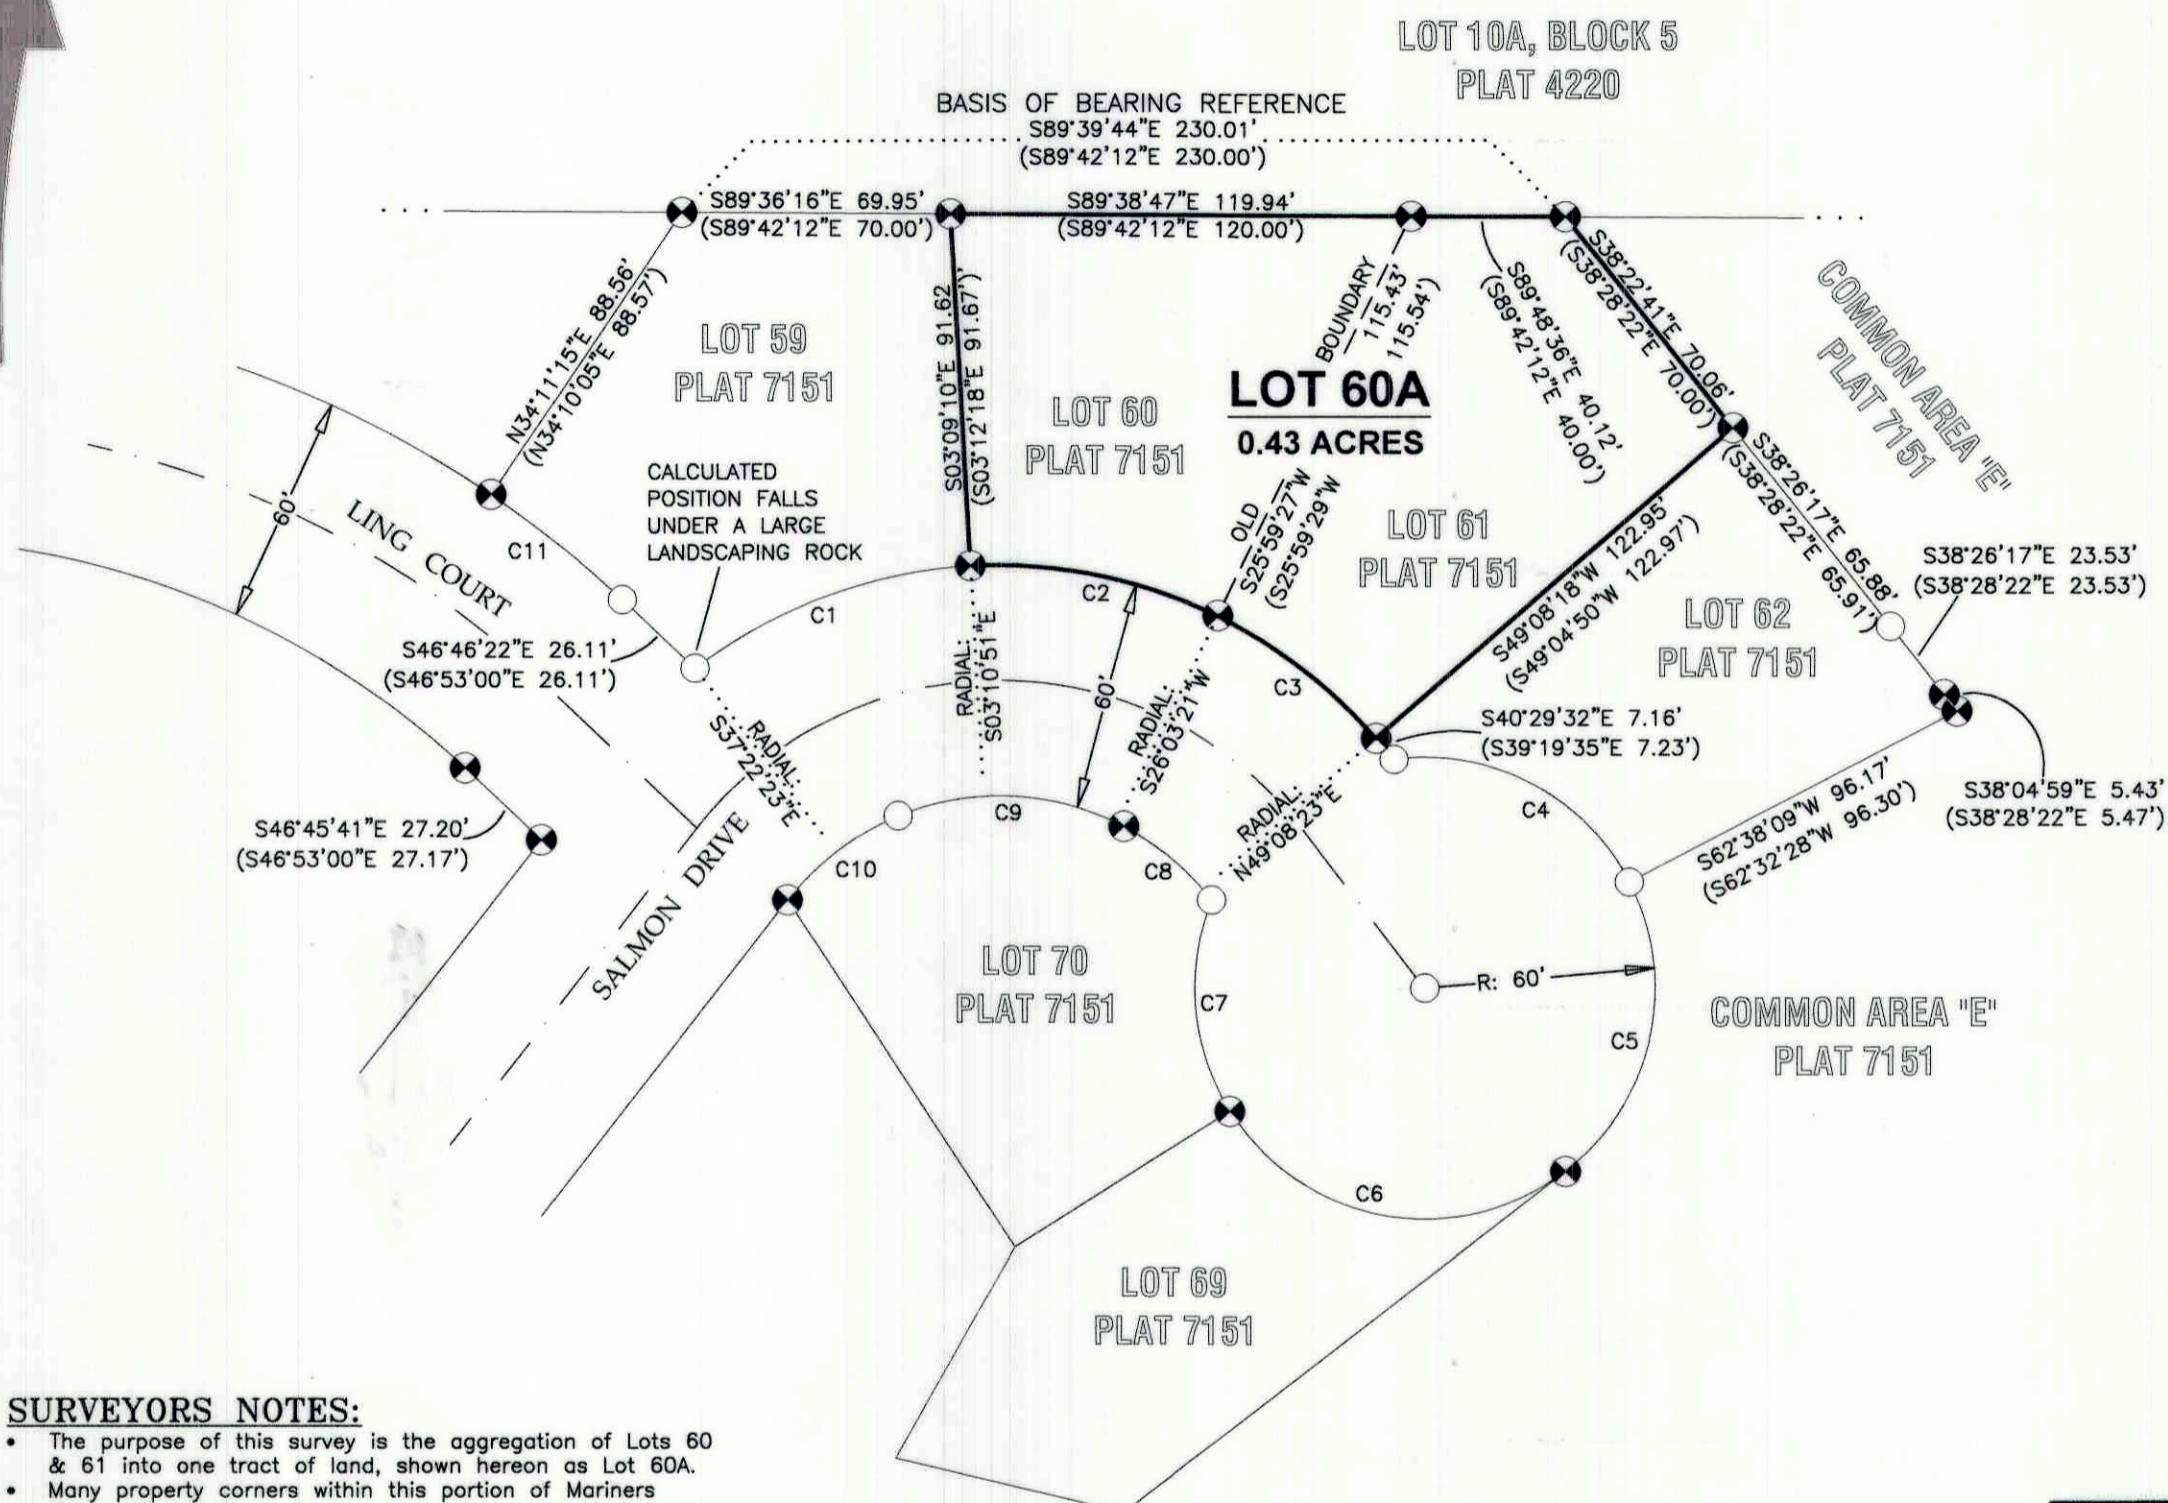 LOT 10A, BLOCK 5
PLAT 4220
BASIS OF BEARING REFERENCE
S89°39'44"E 230.01'
(S89°42'12"E 230.00')
S89°36'16"E 69.95'
(S89°42'12"E 70.00')
S89°38'47"E 119.94'
(S89°42'12"E 120.00')
N34°11'15"E 88.56'
(N34°10'05"E 88.57')
LOT 59
PLAT 7151
S03°09'10"E 91.62
(S03°12'18"E 91.67')
LOT 60
PLAT 7151
OLD BOUNDARY
S25°59'27"W 115.43'
(S25°59'29"W 115.54')
LOT 60A
0.43 ACRES
S89°48'36"E 40.12'
(S89°42'12"E 40.00')
S38°22'41"E 70.06'
(S38°28'22"E 70.00')
COMMON AREA "E"
PLAT 7151
LOT 61
PLAT 7151
S49°08'18"W 122.95'
(S49°04'50"W 122.97')
S38°26'17"E 65.88'
(S38°28'22"E 65.91')
S38°26'17"E 23.53'
(S38°28'22"E 23.53')
LOT 62
PLAT 7151
60'
LING COURT
C11
CALCULATED
POSITION FALLS
UNDER A LARGE
LANDSCAPING ROCK
C1
C2
C3
S46°46'22"E 26.11'
(S46°53'00"E 26.11')
RADIAL:
S37°22'23"E
RADIAL:
S03°10'51"E
60'
RADIAL:
S26°03'21"W
RADIAL:
N49°08'23"E
S40°29'32"E 7.16'
(S39°19'35"E 7.23')
S38°04'59"E 5.43'
(S38°28'22"E 5.47')
S62°38'09"W 96.17'
(S62°32'28"W 96.30')
S46°45'41"E 27.20'
(S46°53'00"E 27.17')
SALMON DRIVE
C10
C9
C8
C4
LOT 70
PLAT 7151
C7
R: 60'
C5
COMMON AREA "E"
PLAT 7151
C6
LOT 69
PLAT 7151
SURVEYORS NOTES:
• The purpose of this survey is the aggregation of Lots 60
& 61 into one tract of land, shown hereon as Lot 60A.
• Many property corners within this portion of Mariners